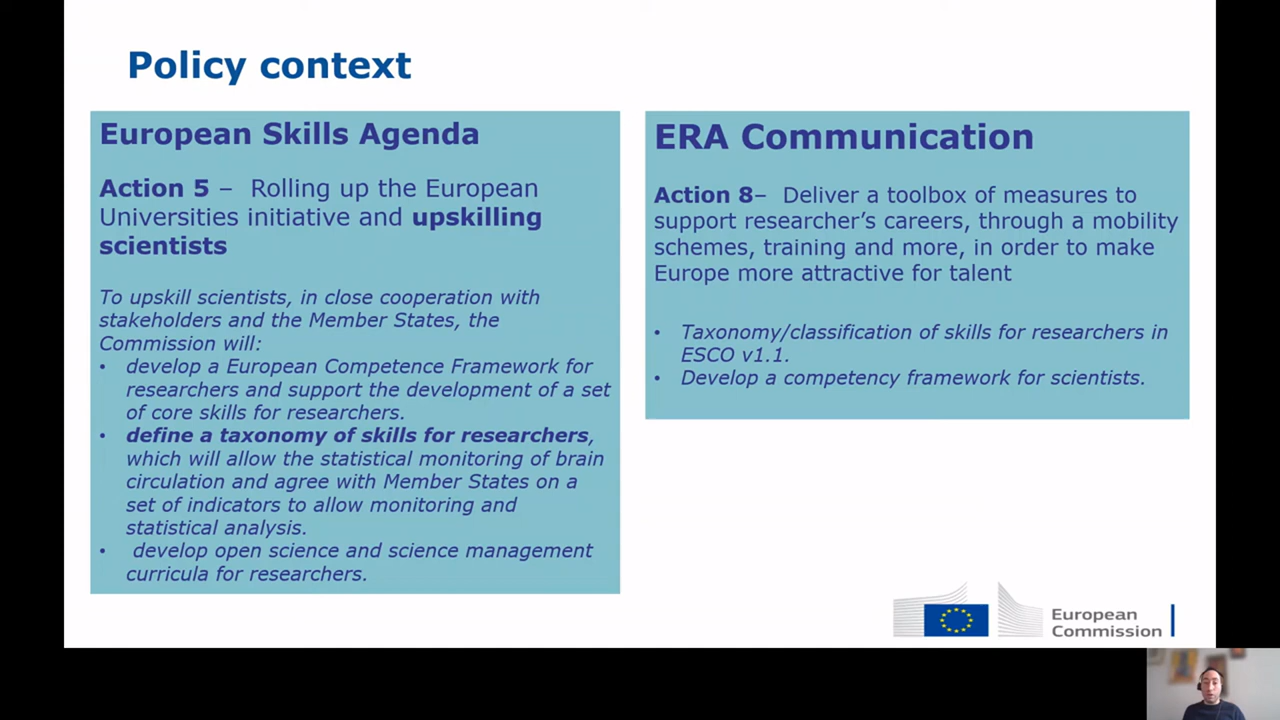 Policy context
European Skills Agenda
Action 5 – Rolling up the European
Universities initiative and upskilling
scientists
To upskill scientists, in close cooperation with
stakeholders and the Member States, the
Commission will:
• develop a European Competence Framework for
researchers and support the development of a set
of core skills for researchers.
• define a taxonomy of skills for researchers,
which will allow the statistical monitoring of brain
circulation and agree with Member States on a
set of indicators to allow monitoring and
statistical analysis.
• develop open science and science management
curricula for researchers.
ERA Communication
Action 8– Deliver a toolbox of measures to
support researcher’s careers, through a mobility
schemes, training and more, in order to make
Europe more attractive for talent
• Taxonomy/classification of skills for researchers in
ESCO v1.1.
• Develop a competency framework for scientists.
European
Commission